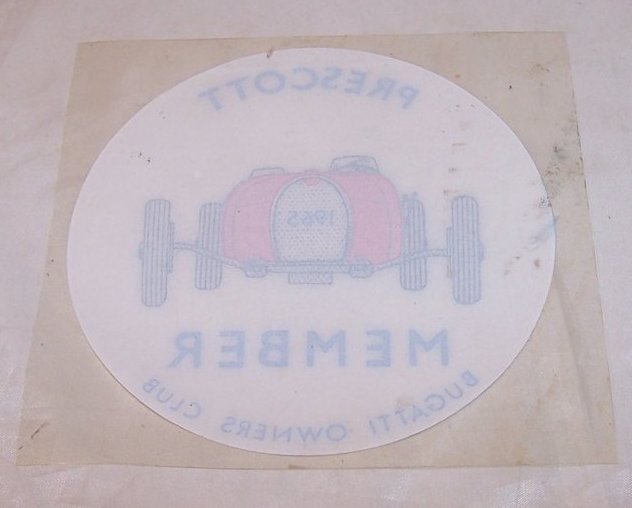 PRESCOTT
1965
MEMBER
BUGATTI OWNERS CLUB